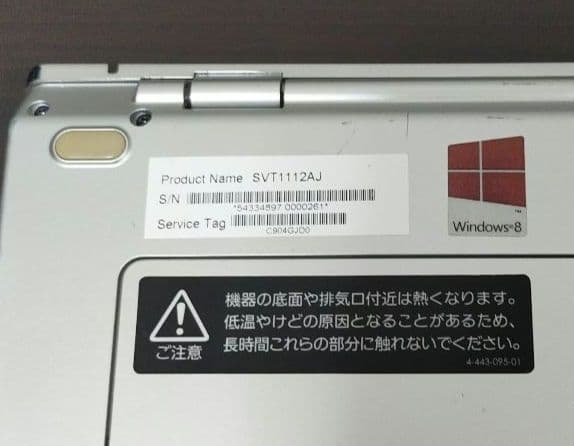 Product Name SVT1112AJ
S/N
*54334897 0000261*
Service Tag
C904GJD0
Windows®8
機器の底面や排気口付近は熱くなります。
低温やけどの原因となることがあるため、
長時間これらの部分に触れないでください。
ご注意
4-443-095-01